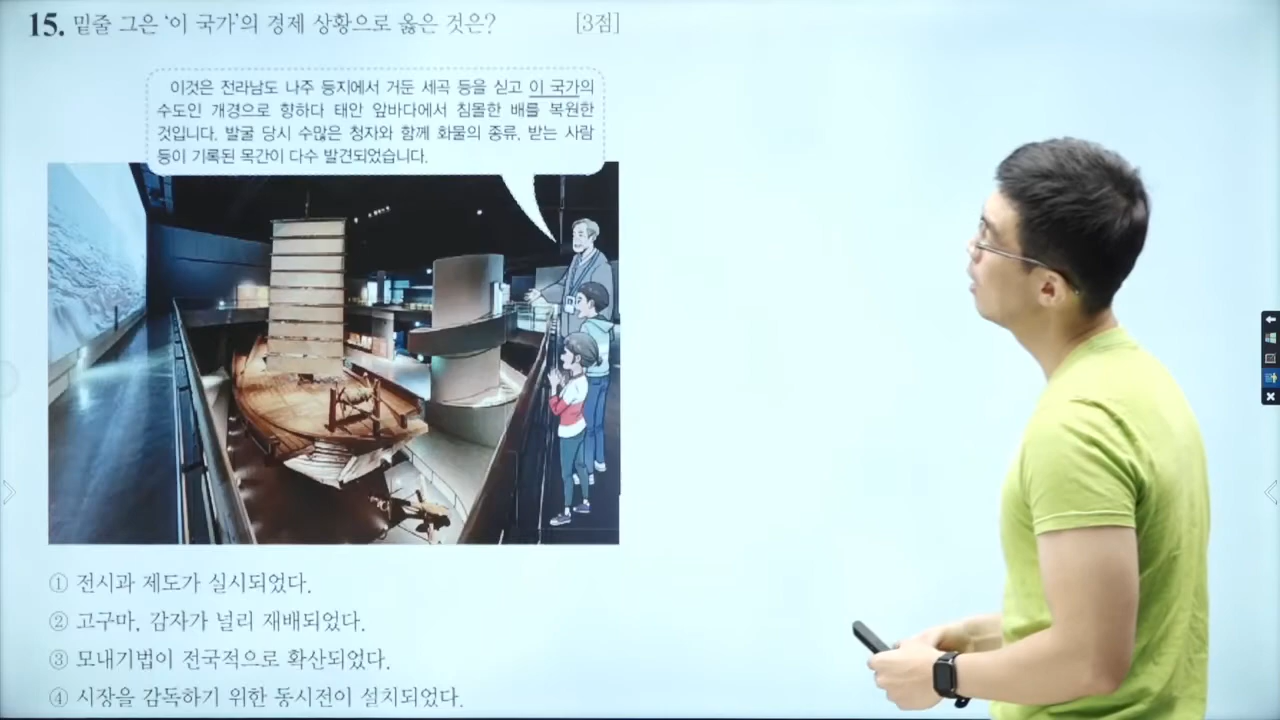 15. 밑줄 그은 '이 국가'의 경제 상황으로 옳은 것은? [3점]
이것은 전라남도 나주 등지에서 거둔 세곡 등을 싣고 이 국가의
수도인 개경으로 향하다 태안 앞바다에서 침몰한 배를 복원한
것입니다. 발굴 당시 수많은 청자와 함께 화물의 종류, 받는 사람
등이 기록된 목간이 다수 발견되었습니다.
① 전시과 제도가 실시되었다.
② 고구마, 감자가 널리 재배되었다.
③ 모내기법이 전국적으로 확산되었다.
④ 시장을 감독하기 위한 동시전이 설치되었다.